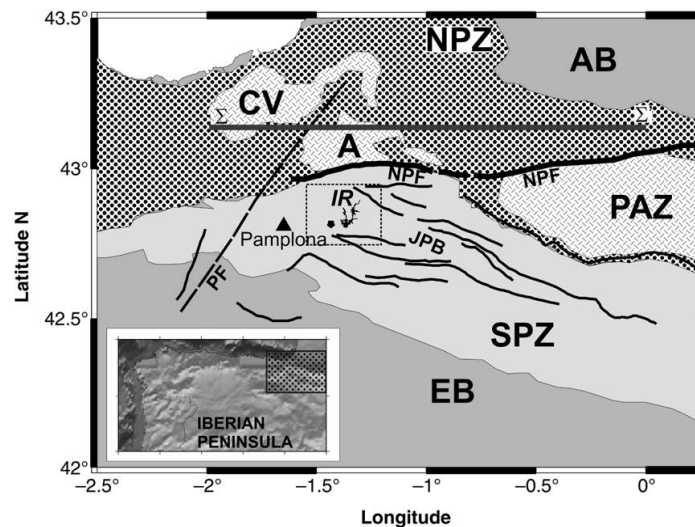 43.5°
NPZ
AB
CV
Σ
Σ
A
43°
NPF
NPF
IR
PAZ
Pamplona
JPB
PF
42.5°
SPZ
EB
IBERIAN
PENINSULA
42°
−2.5°
−2°
−1.5°
−1°
−0.5°
0°
Latitude N
Longitude